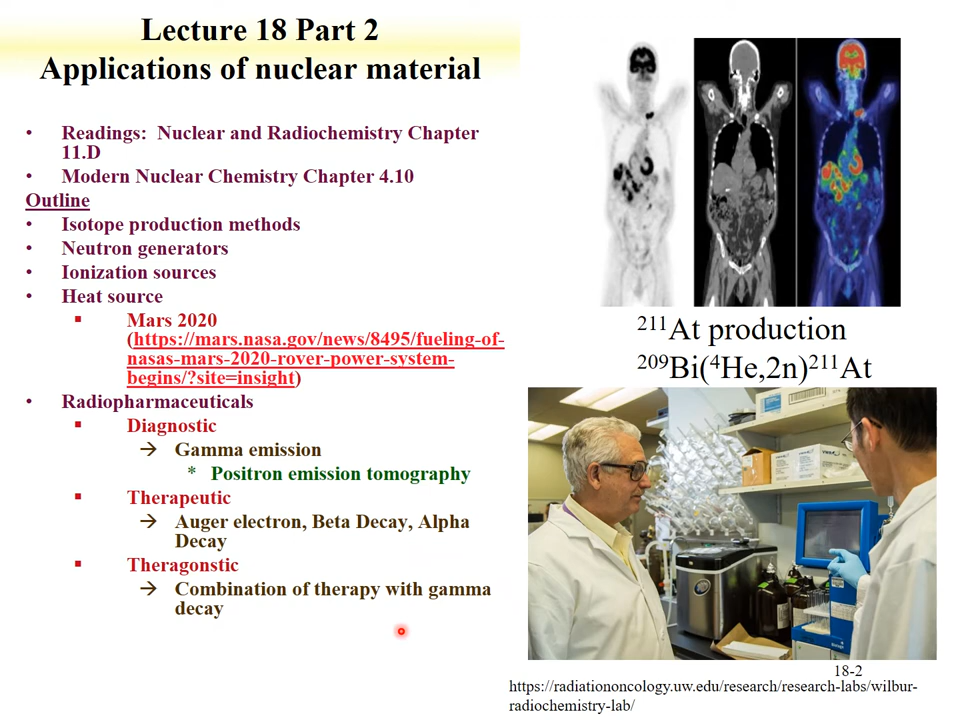 Lecture 18 Part 2
Applications of nuclear material
• Readings: Nuclear and Radiochemistry Chapter
11.D
• Modern Nuclear Chemistry Chapter 4.10
Outline
• Isotope production methods
• Neutron generators
• Ionization sources
• Heat source
▪ Mars 2020
(https://mars.nasa.gov/news/8495/fueling-of-
nasas-mars-2020-rover-power-system-
begins/?site=insight)
• Radiopharmaceuticals
▪ Diagnostic
→ Gamma emission
* Positron emission tomography
▪ Therapeutic
→ Auger electron, Beta Decay, Alpha
Decay
▪ Theragonstic
→ Combination of therapy with gamma
decay
²¹¹At production
²⁰⁹Bi(⁴He,2n)²¹¹At
18-2
https://radiationoncology.uw.edu/research/research-labs/wilbur-
radiochemistry-lab/